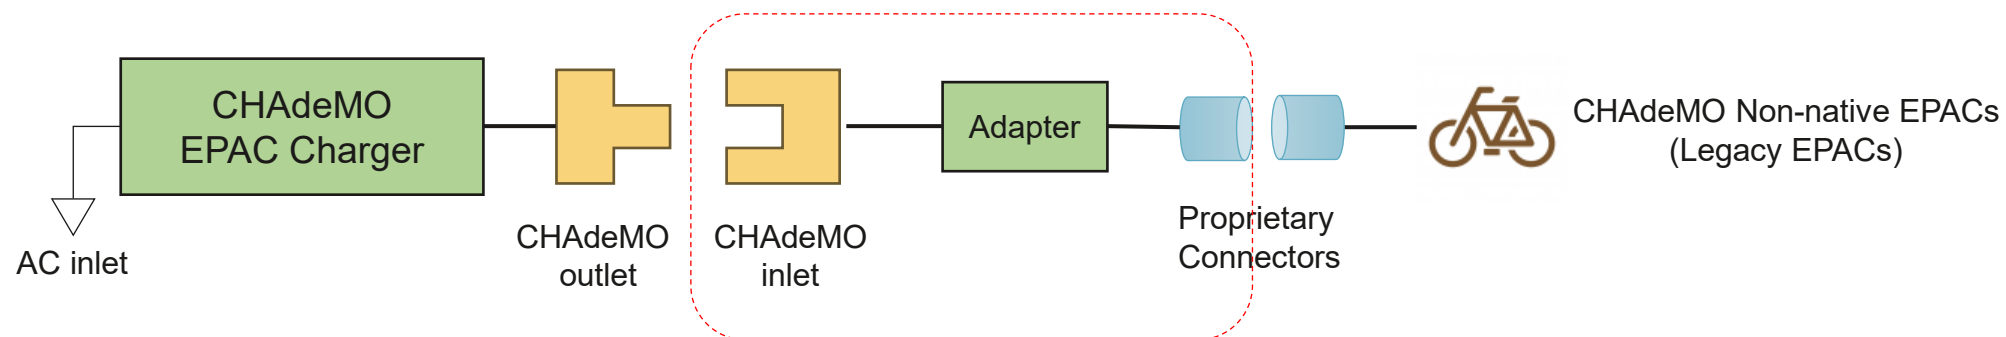 CHAdeMO
EPAC Charger
AC inlet
CHAdeMO
outlet
CHAdeMO
inlet
Adapter
Proprietary
Connectors
CHAdeMO Non-native EPACs
(Legacy EPACs)